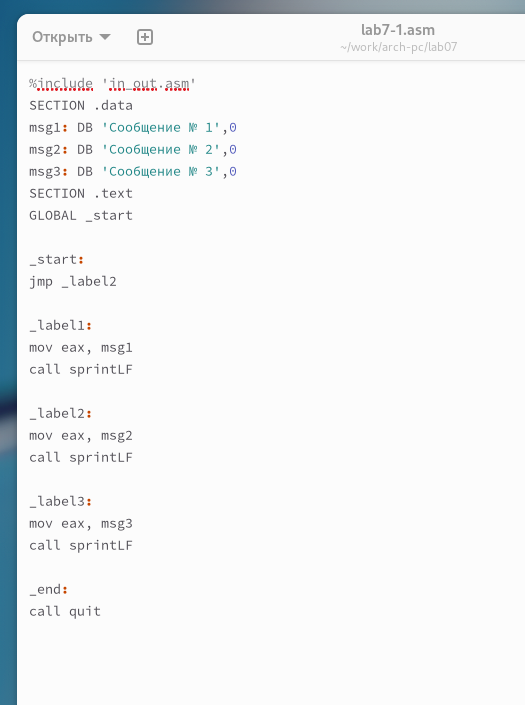 Открыть
lab7-1.asm
~/work/arch-pc/lab07
%include 'in_out.asm'
SECTION .data
msg1: DB 'Сообщение № 1',0
msg2: DB 'Сообщение № 2',0
msg3: DB 'Сообщение № 3',0
SECTION .text
GLOBAL _start
_start:
jmp _label2
_label1:
mov eax, msg1
call sprintLF
_label2:
mov eax, msg2
call sprintLF
_label3:
mov eax, msg3
call sprintLF
_end:
call quit